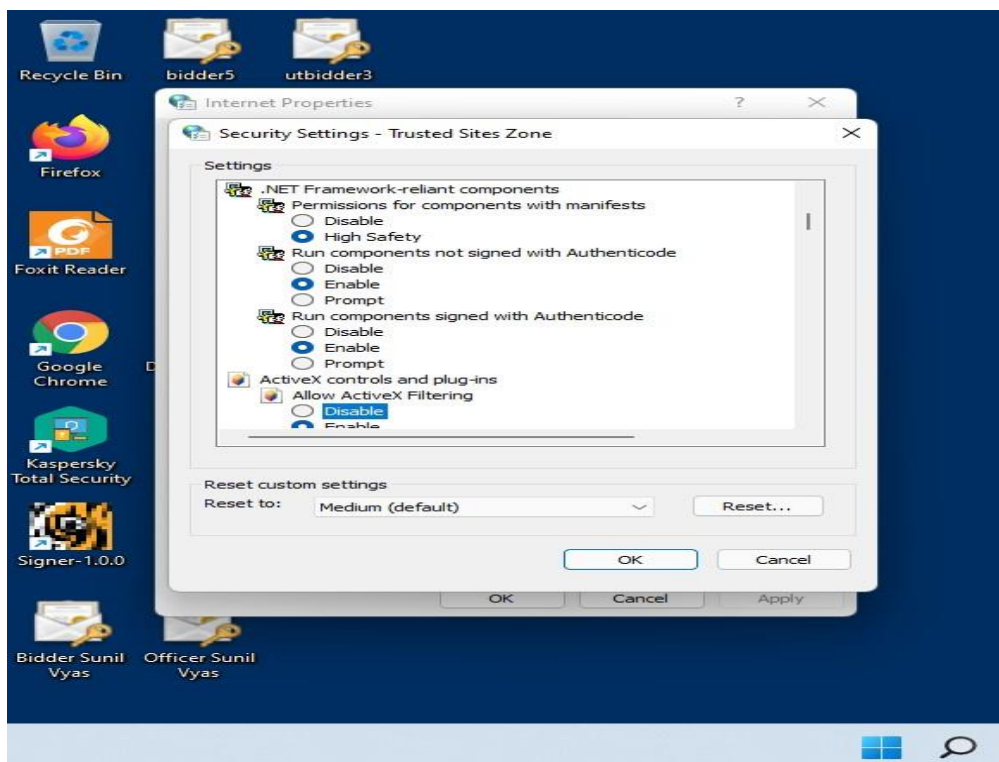 Recycle Bin
bidder5
utbidder3
Internet Properties
?
Security Settings - Trusted Sites Zone
Firefox
Settings
.NET Framework-reliant components
Permissions for components with manifests
Disable
High Safety
Run components not signed with Authenticode
Disable
Enable
Prompt
Run components signed with Authenticode
Disable
Enable
Prompt
ActiveX controls and plug-ins
Allow ActiveX Filtering
Disable
Enable
PDF
Foxit Reader
Google
Chrome
D
Kaspersky
Total Security
Reset custom settings
Reset to:
Medium (default)
Reset...
Signer-1.0.0
OK
Cancel
OK
Cancel
Apply
Bidder Sunil
Vyas
Officer Sunil
Vyas